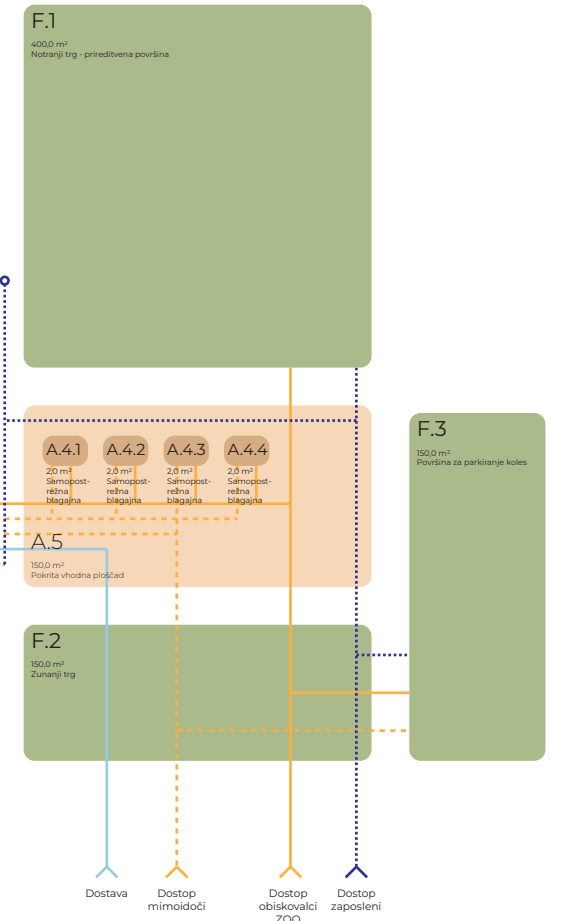 F.1
400,0 m²
Notranji trg - prireditvena površina
A.4.1
2,0 m²
Samopost-
režna
blagajna
A.4.2
2,0 m²
Samopost-
režna
blagajna
A.4.3
2,0 m²
Samopost-
režna
blagajna
A.4.4
2,0 m²
Samopost-
režna
blagajna
A.5
150,0 m²
Pokrita vhodna ploščad
F.3
150,0 m²
Površina za parkiranje koles
F.2
150,0 m²
Zunanji trg
Dostava
Dostop
mimoidoči
Dostop
obiskovalci
ZOO
Dostop
zaposleni